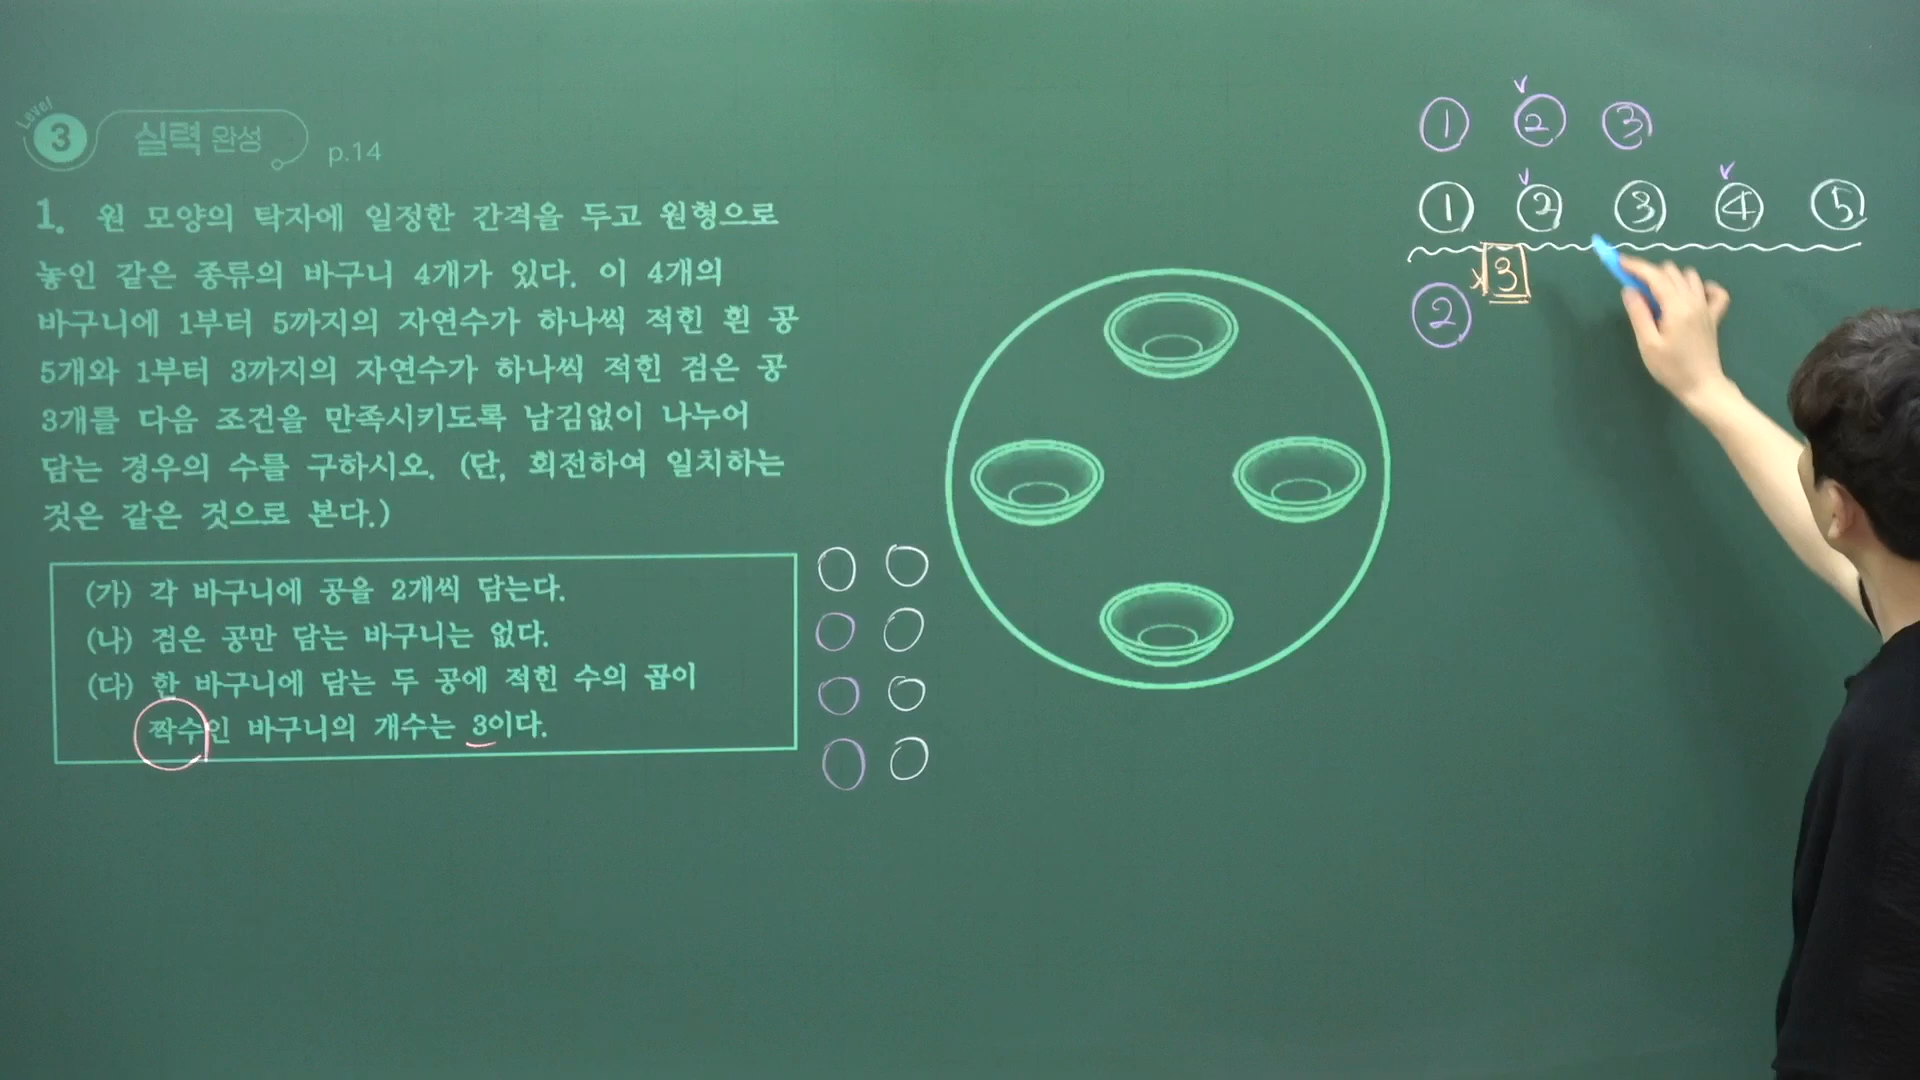 Level
3 실력 완성 p.14
1. 원 모양의 탁자에 일정한 간격을 두고 원형으로
놓인 같은 종류의 바구니 4개가 있다. 이 4개의
바구니에 1부터 5까지의 자연수가 하나씩 적힌 흰 공
5개와 1부터 3까지의 자연수가 하나씩 적힌 검은 공
3개를 다음 조건을 만족시키도록 남김없이 나누어
담는 경우의 수를 구하시오. (단, 회전하여 일치하는
것은 같은 것으로 본다.)
(가) 각 바구니에 공을 2개씩 담는다.
(나) 검은 공만 담는 바구니는 없다.
(다) 한 바구니에 담는 두 공에 적힌 수의 곱이
짝수인 바구니의 개수는 3이다.
① ② ③
① ② ③ ④ ⑤
② ×3